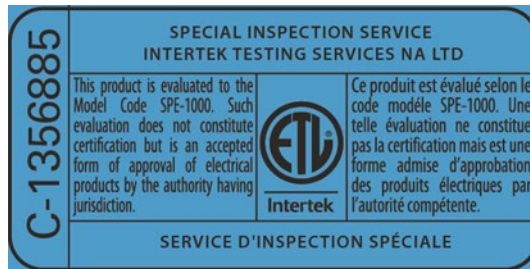 C-1356885
SPECIAL INSPECTION SERVICE
INTERTEK TESTING SERVICES NA LTD
This product is evaluated to the
Model Code SPE-1000. Such
evaluation does not constitute
certification but is an accepted
form of approval of electrical
products by the authority having
jurisdiction.
ETL
Intertek
Ce produit est évalué selon le
code modéle SPE-1000. Une
telle évaluation ne constitue
pas la certification mais est une
forme admise d'approbation
des produits électriques par
l'autorité compétente.
SERVICE D'INSPECTION SPÉCIALE